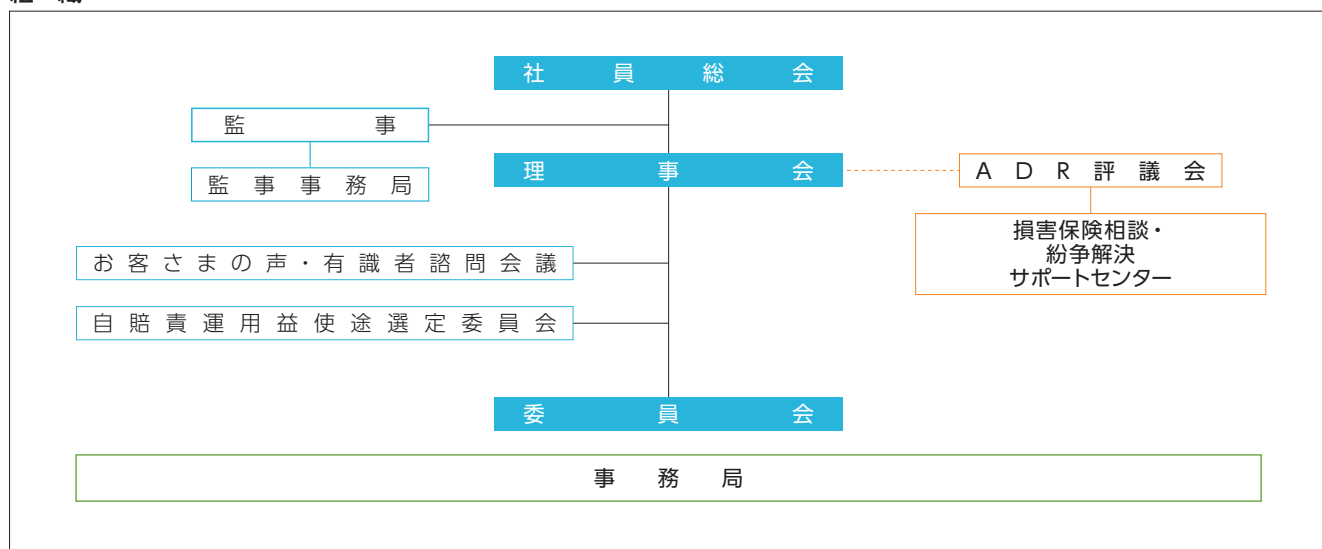 社員総会
監事
監事事務局
理事会
ADR評議会
損害保険相談・
紛争解決
サポートセンター
お客さまの声・有識者諮問会議
自賠責運用益使途選定委員会
委員会
事務局